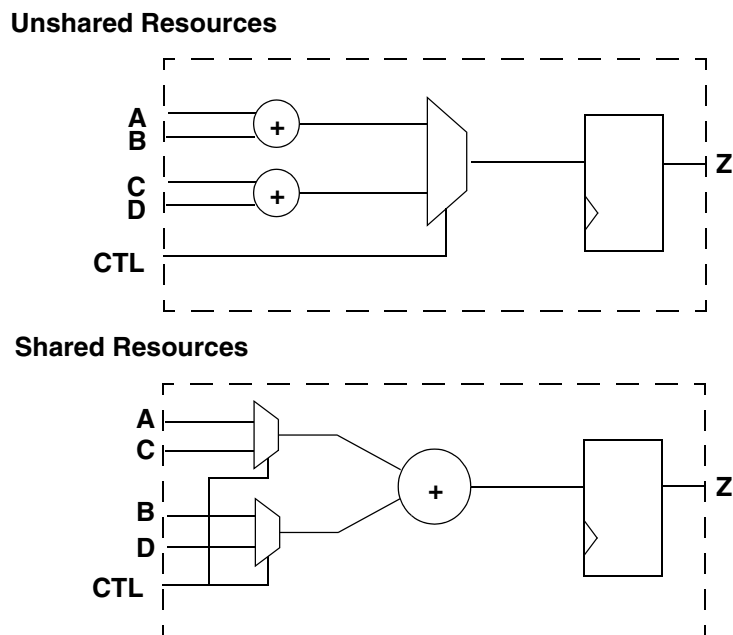 Unshared Resources
A
B
+
C
D
+
CTL
Z
Shared Resources
A
C
B
D
CTL
+
Z